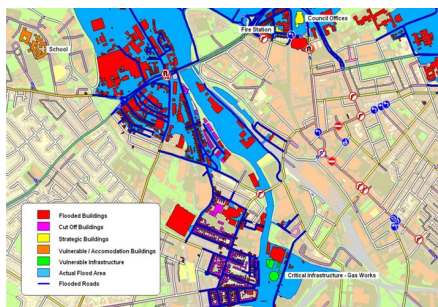 Council Offices
Fire Station
School
Flooded Buildings
Cut Off Buildings
Strategic Buildings
Vulnerable / Accomodation Buildings
Vulnerable Infrastructure
Actual Flood Area
Flooded Roads
Critical Infrastructure - Gas Works